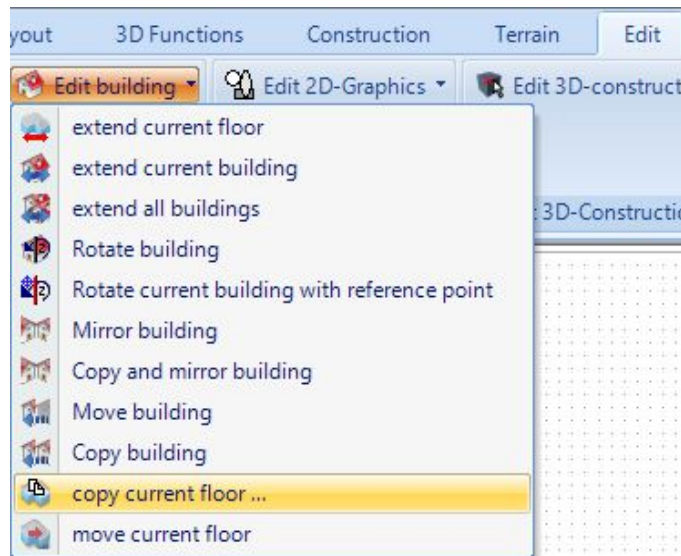 yout 3D Functions Construction Terrain Edit
Edit building Edit 2D-Graphics Edit 3D-construct
extend current floor
extend current building
extend all buildings
3D-Constructi
Rotate building
Rotate current building with reference point
Mirror building
Copy and mirror building
Move building
Copy building
copy current floor ...
move current floor